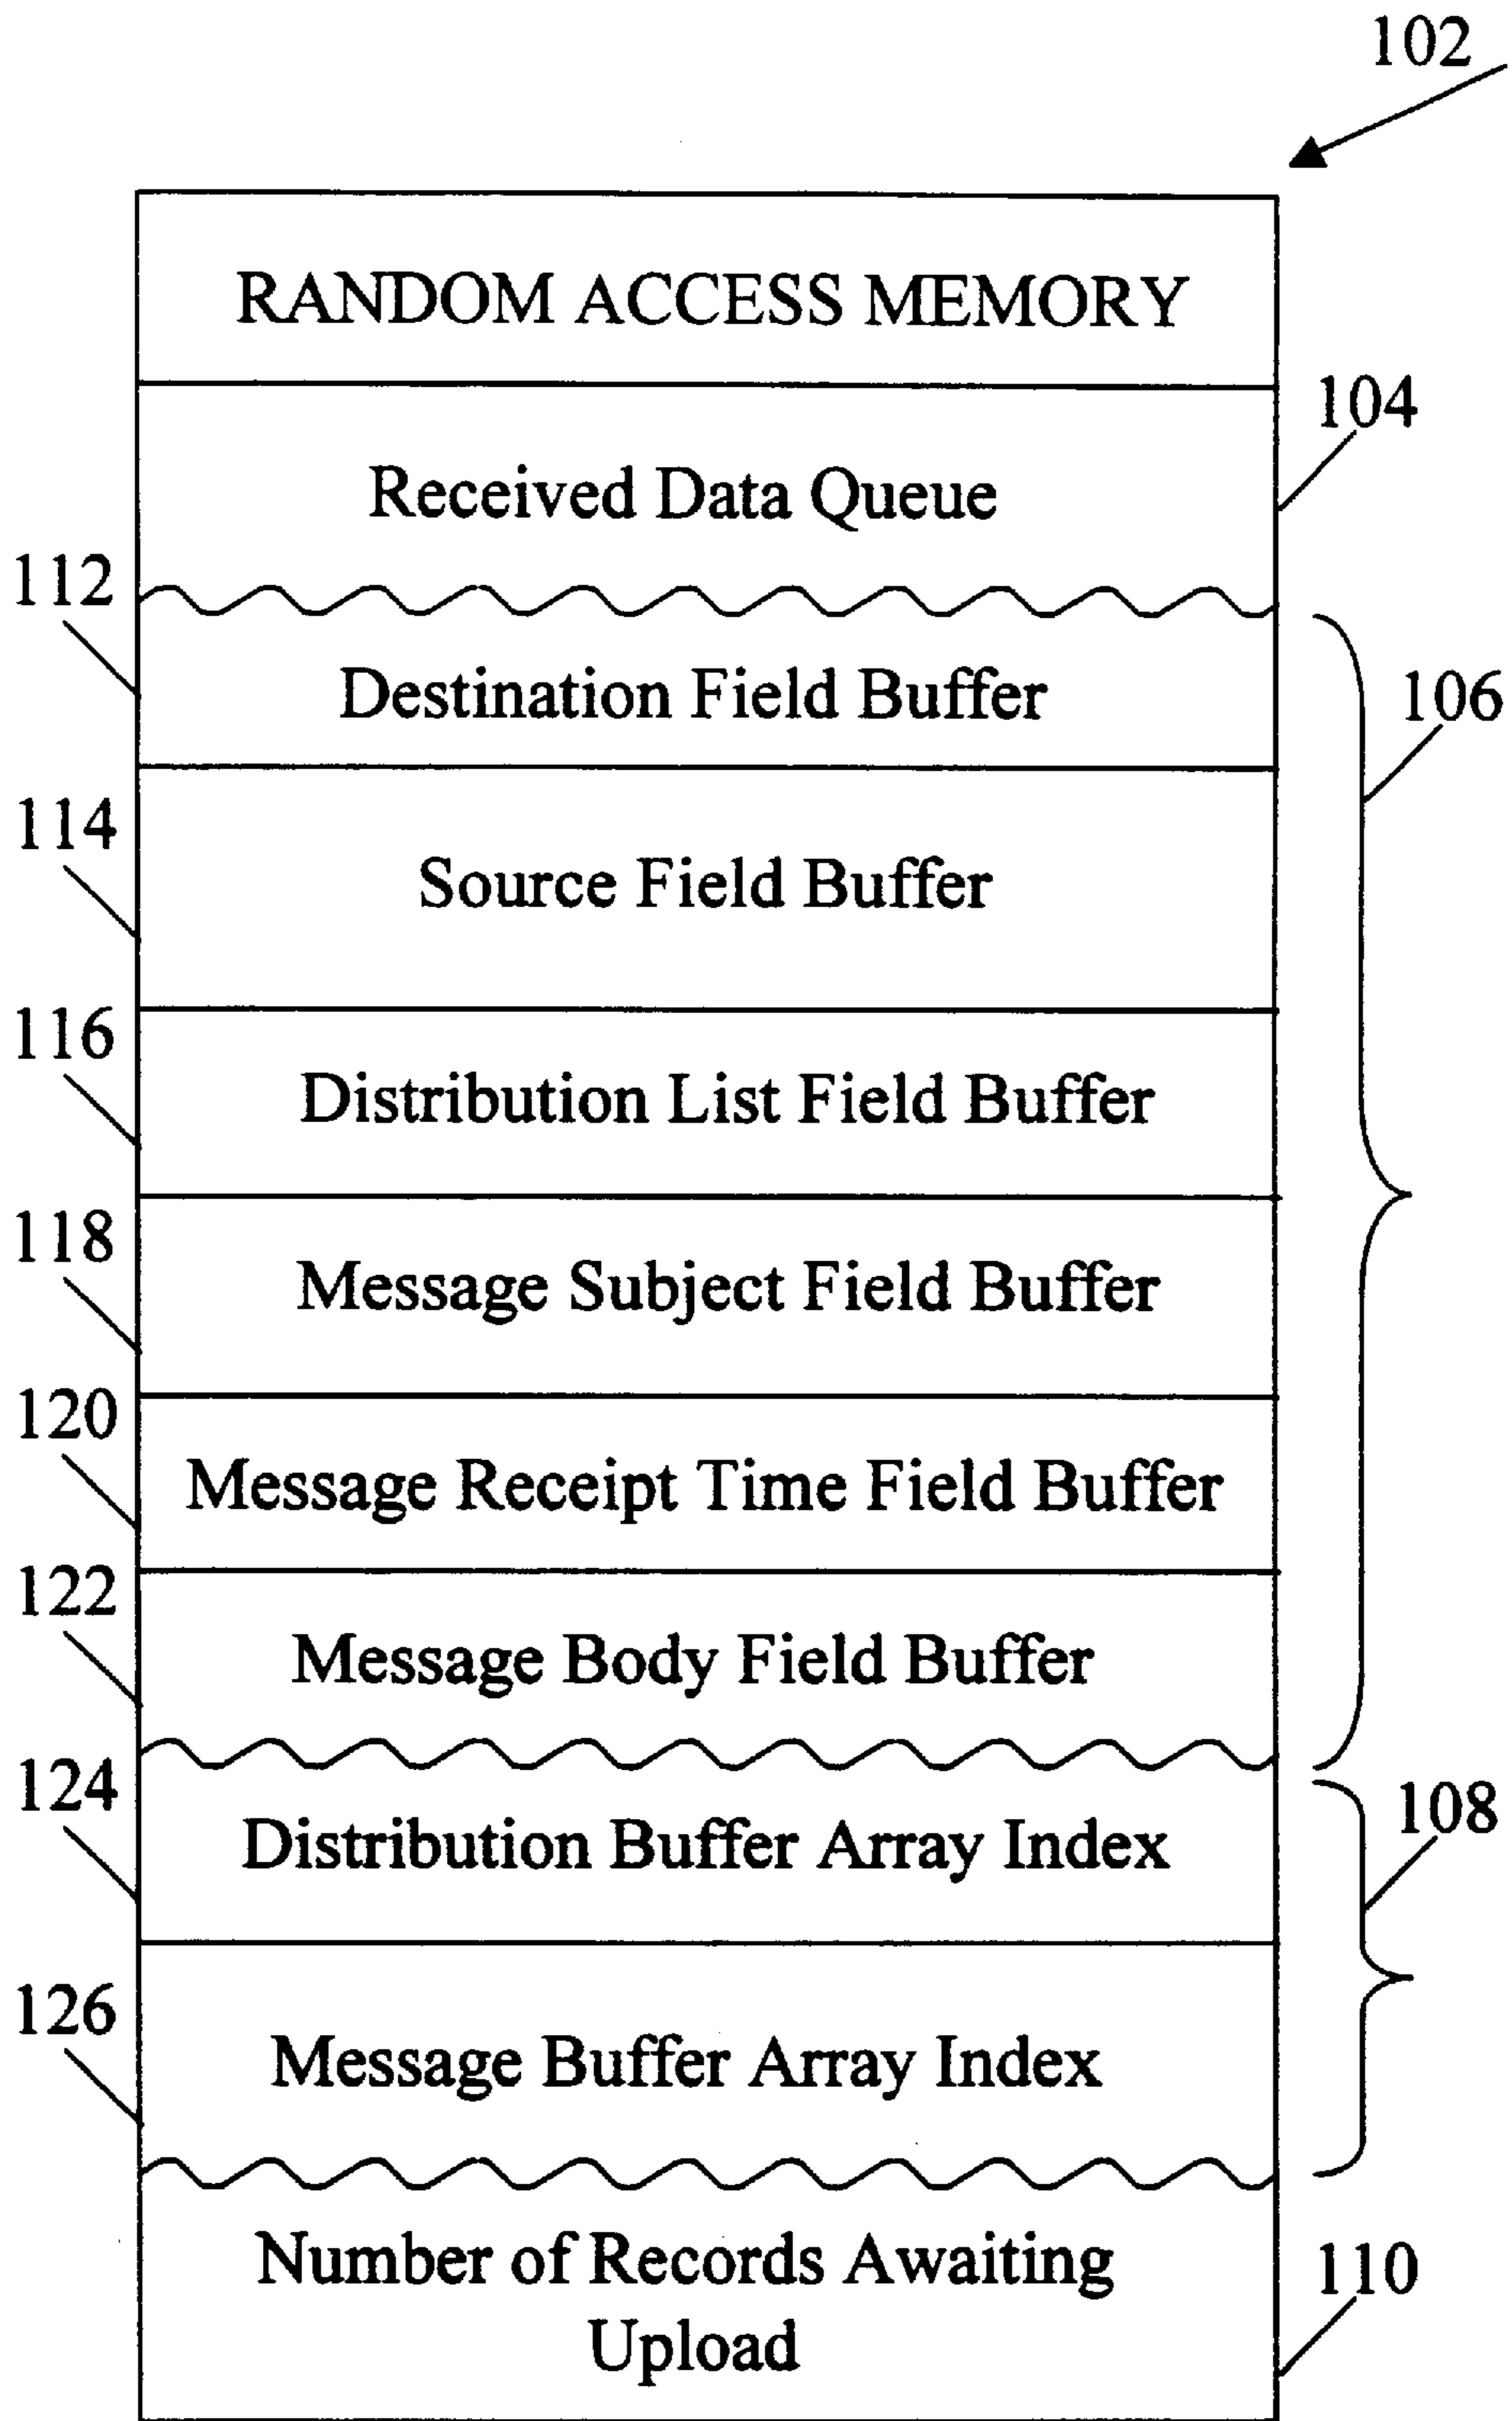 102
RANDOM ACCESS MEMORY
104
Received Data Queue
112
Destination Field Buffer
106
114
Source Field Buffer
116
Distribution List Field Buffer
118
Message Subject Field Buffer
120
Message Receipt Time Field Buffer
122
Message Body Field Buffer
124
108
Distribution Buffer Array Index
126
Message Buffer Array Index
Number of Records Awaiting
Upload
110